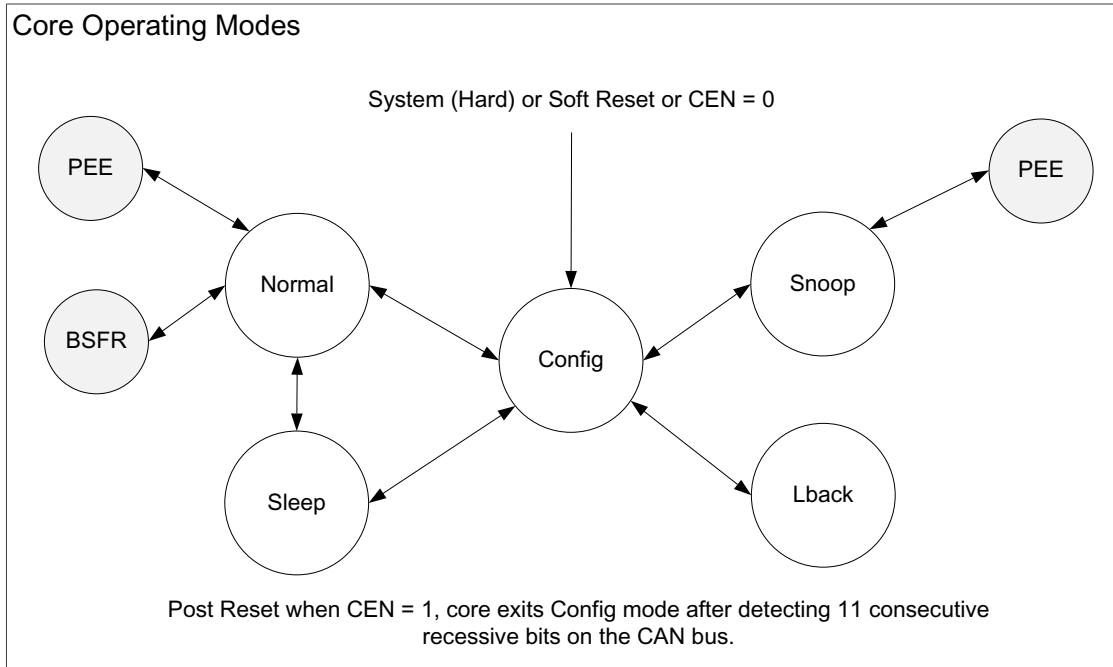 Core Operating Modes
System (Hard) or Soft Reset or CEN = 0
PEE
PEE
Normal
Snoop
BSFR
Config
Sleep
Lback
Post Reset when CEN = 1, core exits Config mode after detecting 11 consecutive
recessive bits on the CAN bus.